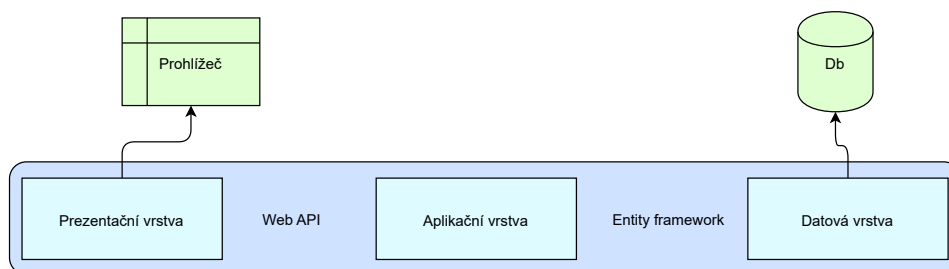 Prohlížeč
Db
Prezentační vrstva
Web API
Aplikační vrstva
Entity framework
Datová vrstva